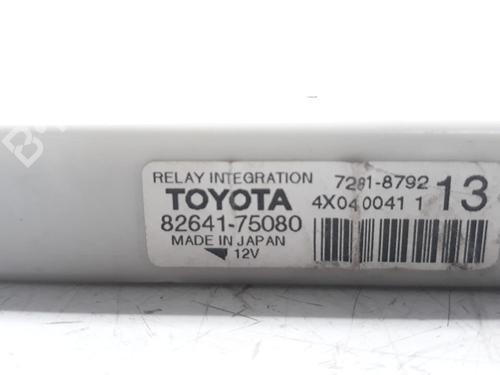 RELAY INTEGRATION 7281-8792 13
TOYOTA 4X040041 1
82641-75080
MADE IN JAPAN
12V